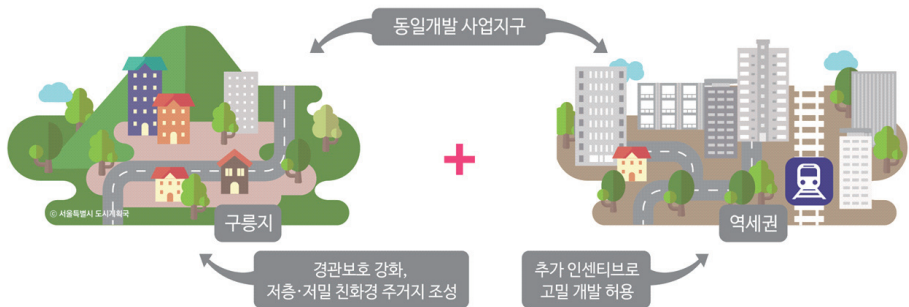 동일개발 사업지구
ⓒ 서울특별시 도시계획국
구릉지
역세권
경관보호 강화,
저층·저밀 친화경 주거지 조성
추가 인센티브로
고밀 개발 허용